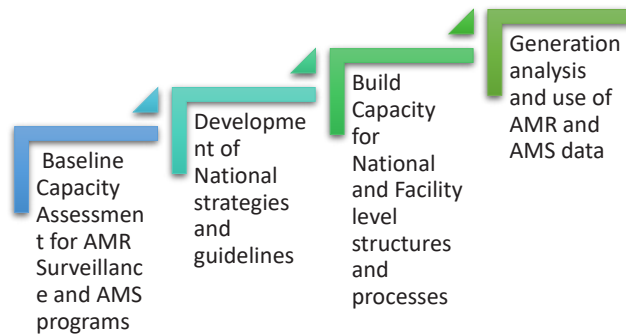 Baseline
Capacity
Assessmen
t for AMR
Surveillanc
e and AMS
programs
Developme
nt of
National
strategies
and
guidelines
Build
Capacity
for
National
and Facility
level
structures
and
processes
Generation
analysis
and use of
AMR and
AMS data